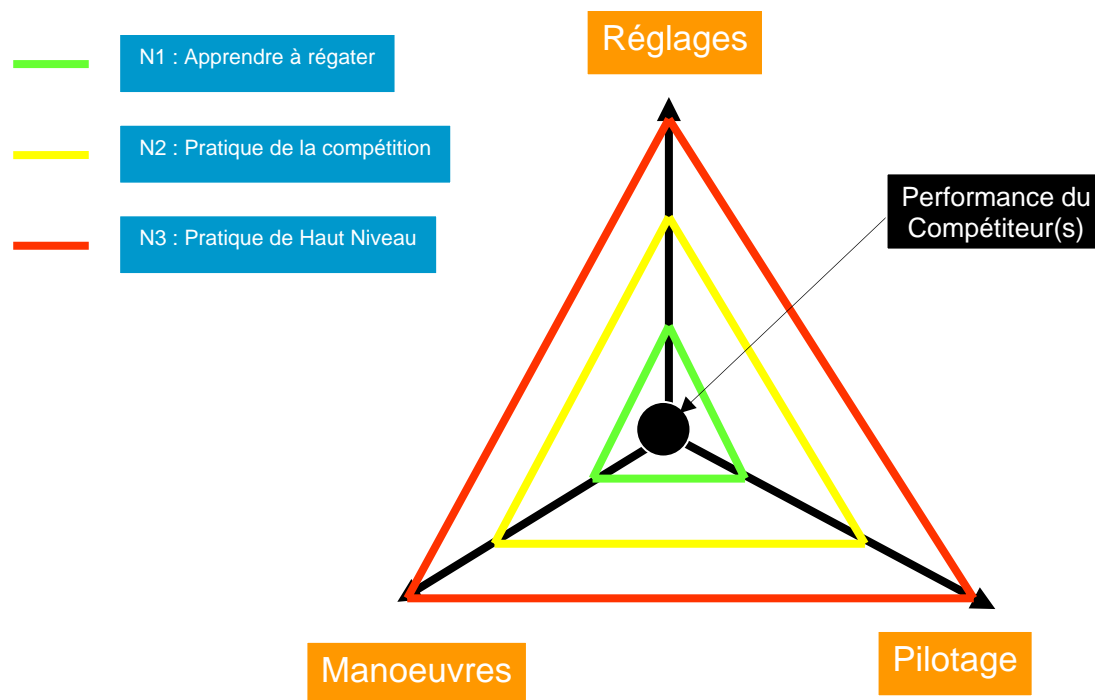 Réglages
N1 : Apprendre à régater
N2 : Pratique de la compétition
N3 : Pratique de Haut Niveau
Performance du
Compétiteur(s)
Manoeuvres
Pilotage